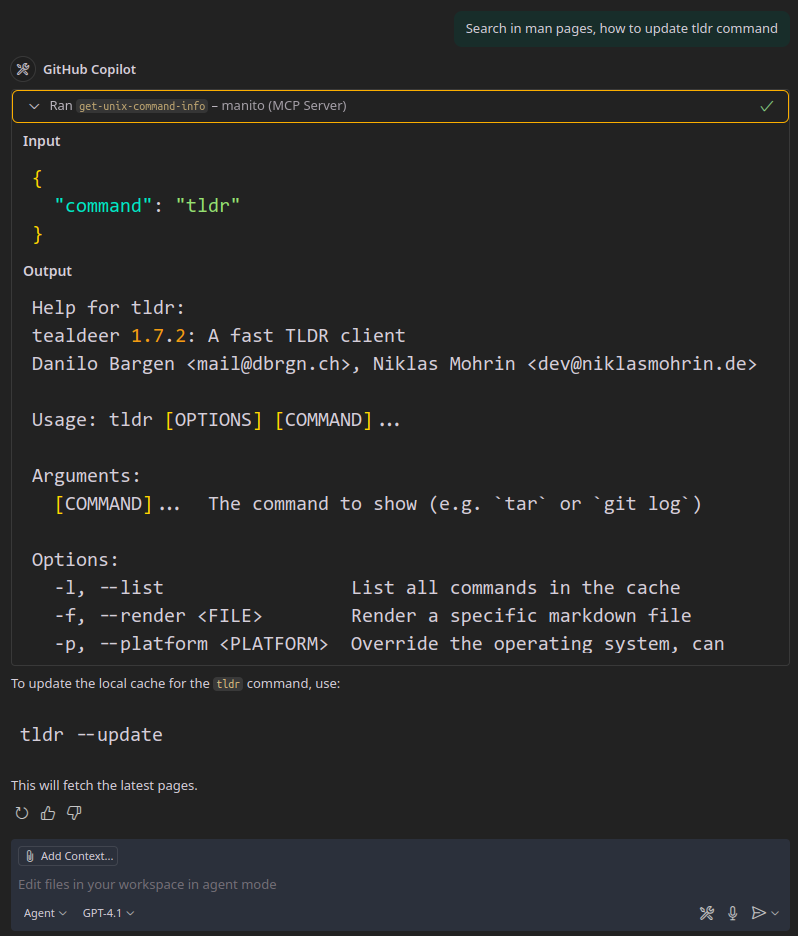 Search in man pages, how to update tldr command
GitHub Copilot
Ran get-unix-command-info – manito (MCP Server)
Input
{
"command": "tldr"
}
Output
Help for tldr:
tealdeer 1.7.2: A fast TLDR client
Danilo Bargen <mail@dbrgn.ch>, Niklas Mohrin <dev@niklasmohrin.de>
Usage: tldr [OPTIONS] [COMMAND]...
Arguments:
[COMMAND]... The command to show (e.g. `tar` or `git log`)
Options:
-l, --list List all commands in the cache
-f, --render <FILE> Render a specific markdown file
-p, --platform <PLATFORM> Override the operating system, can
To update the local cache for the tldr command, use:
tldr --update
This will fetch the latest pages.
Add Context...
Edit files in your workspace in agent mode
Agent GPT-4.1